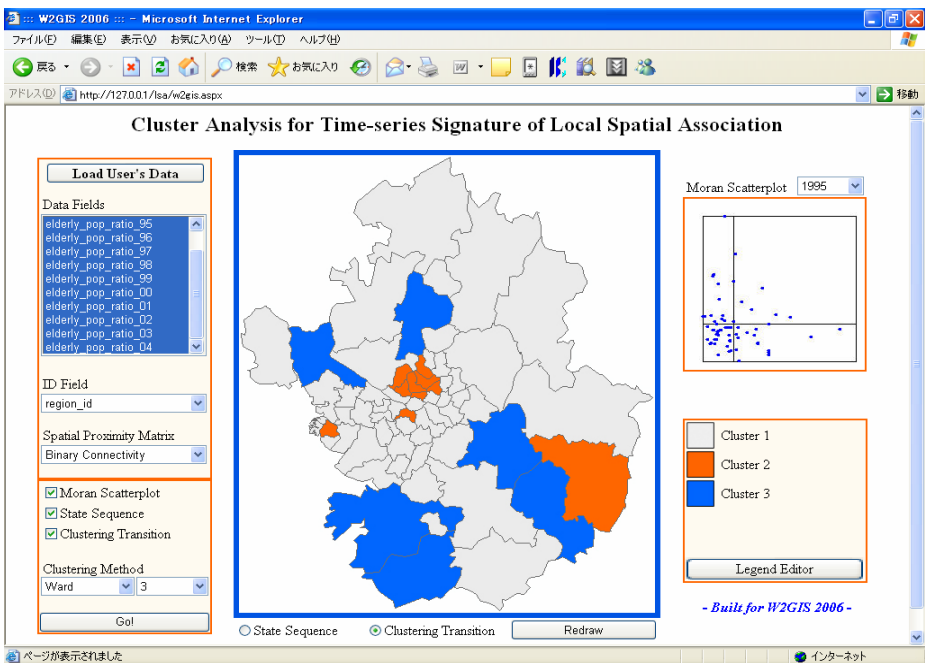 ::: W2GIS 2006 ::: - Microsoft Internet Explorer
ファイル(F) 編集(E) 表示(V) お気に入り(A) ツール(T) ヘルプ(H)
戻る 検索 お気に入り
アドレス(D) http://127.0.0.1/lsa/w2gis.aspx 移動
Cluster Analysis for Time-series Signature of Local Spatial Association
Load User's Data
Data Fields
elderly_pop_ratio_95
elderly_pop_ratio_96
elderly_pop_ratio_97
elderly_pop_ratio_98
elderly_pop_ratio_99
elderly_pop_ratio_00
elderly_pop_ratio_01
elderly_pop_ratio_02
elderly_pop_ratio_03
elderly_pop_ratio_04
ID Field
region_id
Spatial Proximity Matrix
Binary Connectivity
Moran Scatterplot
State Sequence
Clustering Transition
Clustering Method
Ward 3
Go!
State Sequence Clustering Transition Redraw
Moran Scatterplot 1995
Cluster 1
Cluster 2
Cluster 3
Legend Editor
- Built for W2GIS 2006 -
ページが表示されました インターネット